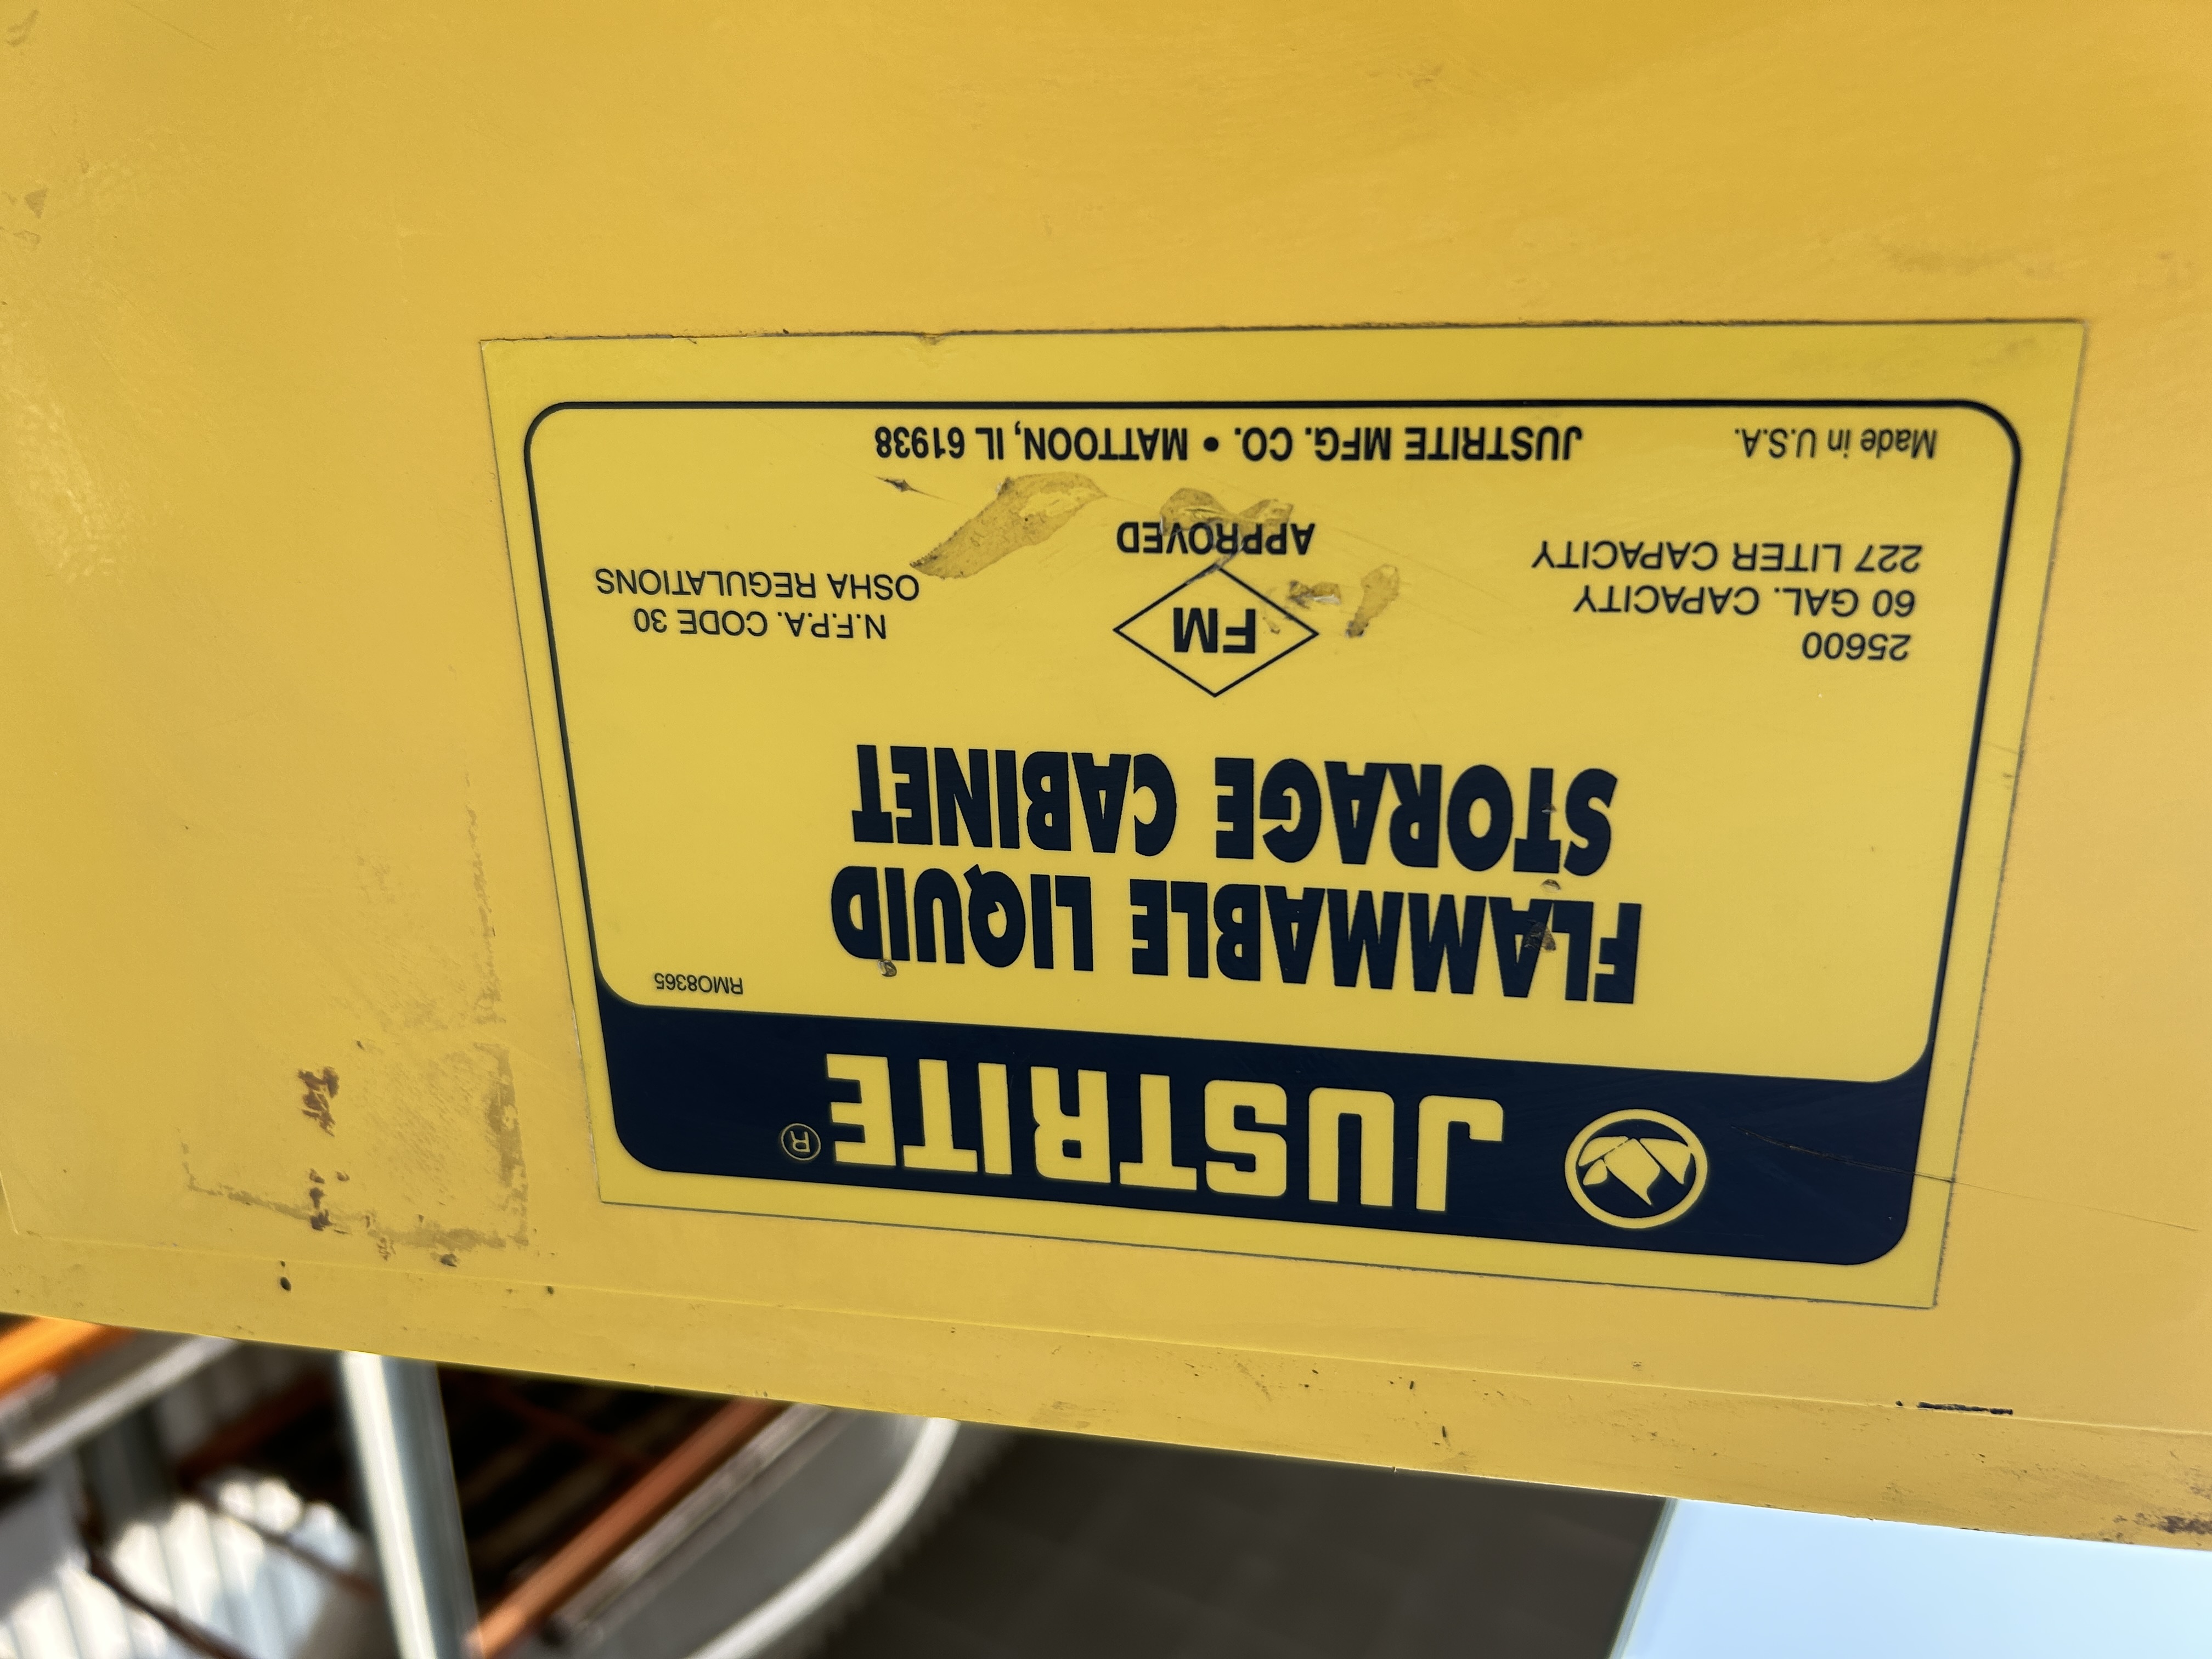 JUSTRITE®
RMO8365
FLAMMABLE LIQUID
STORAGE CABINET
25600
60 GAL. CAPACITY
227 LITER CAPACITY
FM
APPROVED
N.F.P.A. CODE 30
OSHA REGULATIONS
Made in U.S.A.
JUSTRITE MFG. CO. • MATTOON, IL 61938